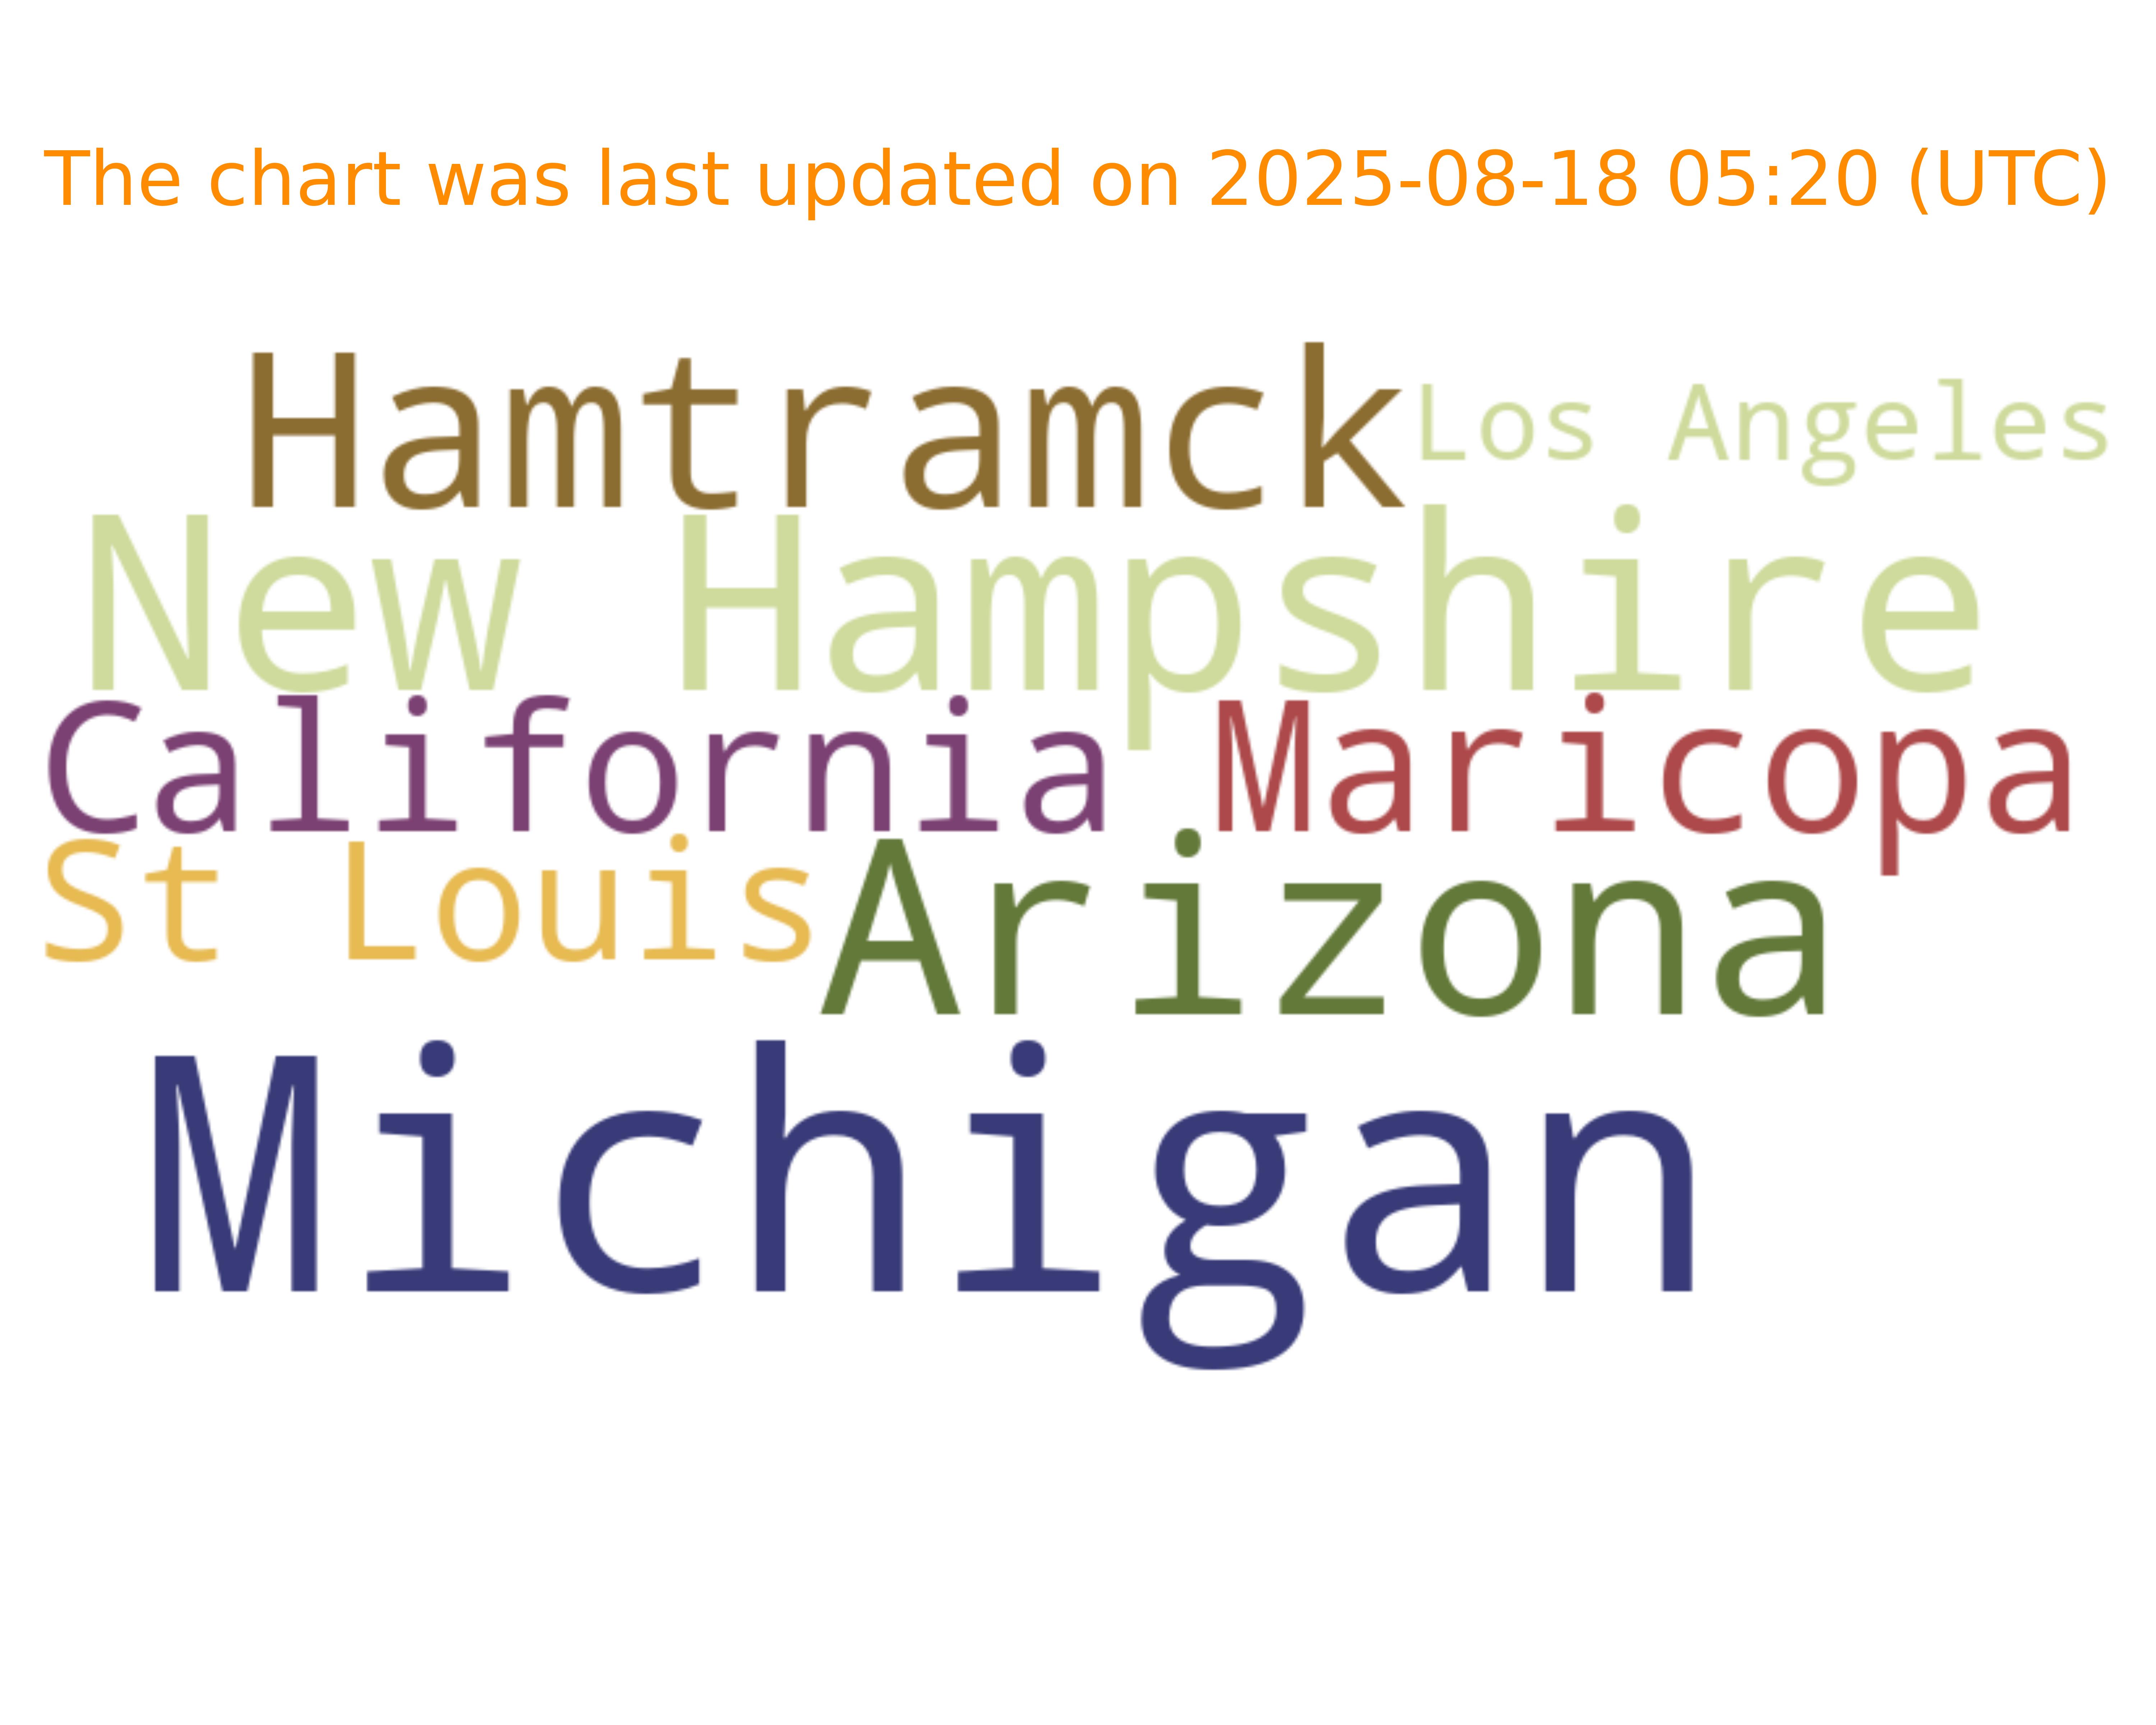 The chart was last updated on 2025-08-18 05:20 (UTC)
Hamtramck Los Angeles
New Hampshire
California Maricopa
St Louis Arizona
Michigan